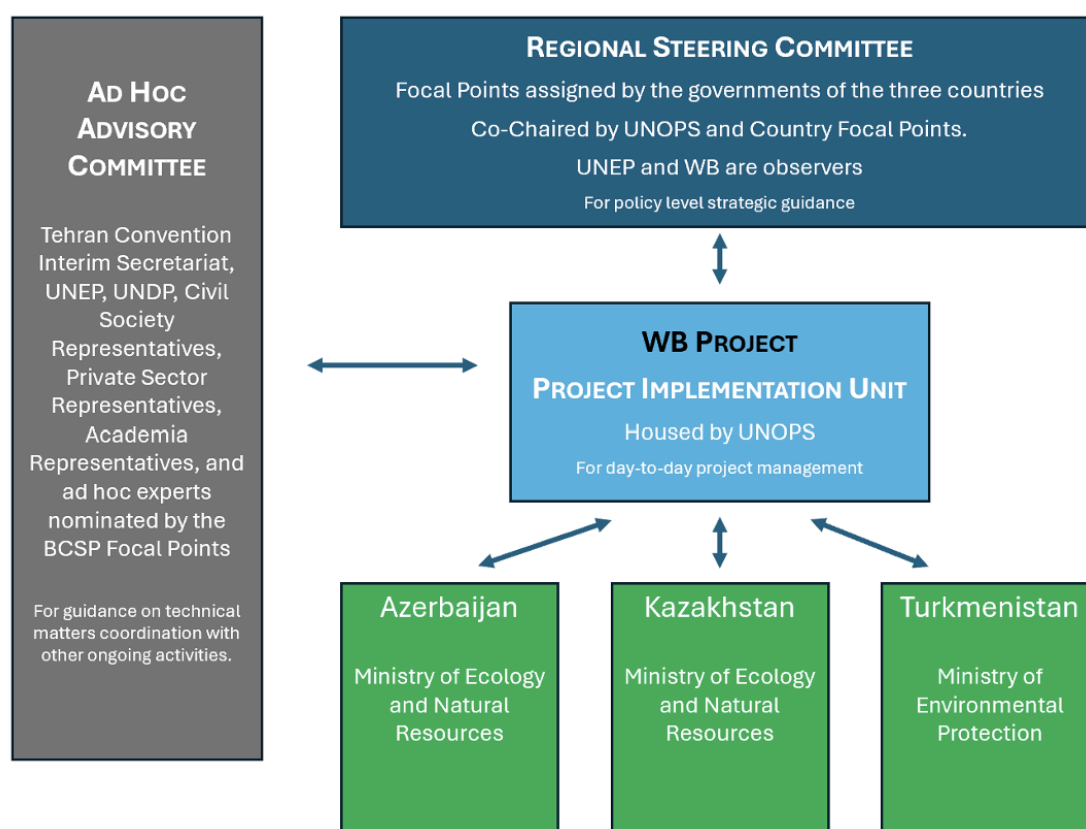 AD HOC
ADVISORY
COMMITTEE
Tehran Convention
Interim Secretariat,
UNEP, UNDP, Civil
Society
Representatives,
Private Sector
Representatives,
Academia
Representatives, and
ad hoc experts
nominated by the
BCSP Focal Points
For guidance on technical
matters coordination with
other ongoing activities.
REGIONAL STEERING COMMITTEE
Focal Points assigned by the governments of the three countries
Co-Chaired by UNOPS and Country Focal Points.
UNEP and WB are observers
For policy level strategic guidance
WB PROJECT
PROJECT IMPLEMENTATION UNIT
Housed by UNOPS
For day-to-day project management
Azerbaijan
Ministry of Ecology
and Natural
Resources
Kazakhstan
Ministry of Ecology
and Natural
Resources
Turkmenistan
Ministry of
Environmental
Protection